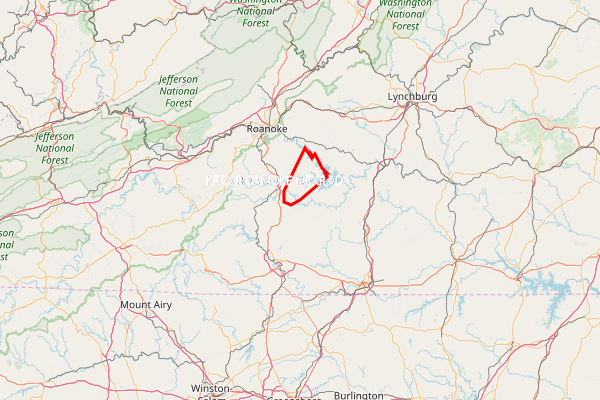 Washington
National
Forest
Washington
National
Forest
Jefferson
National
Forest
Lynchburg
Roanoke
Jefferson
National
Forest
Mount Airy
Winston-
Burlington